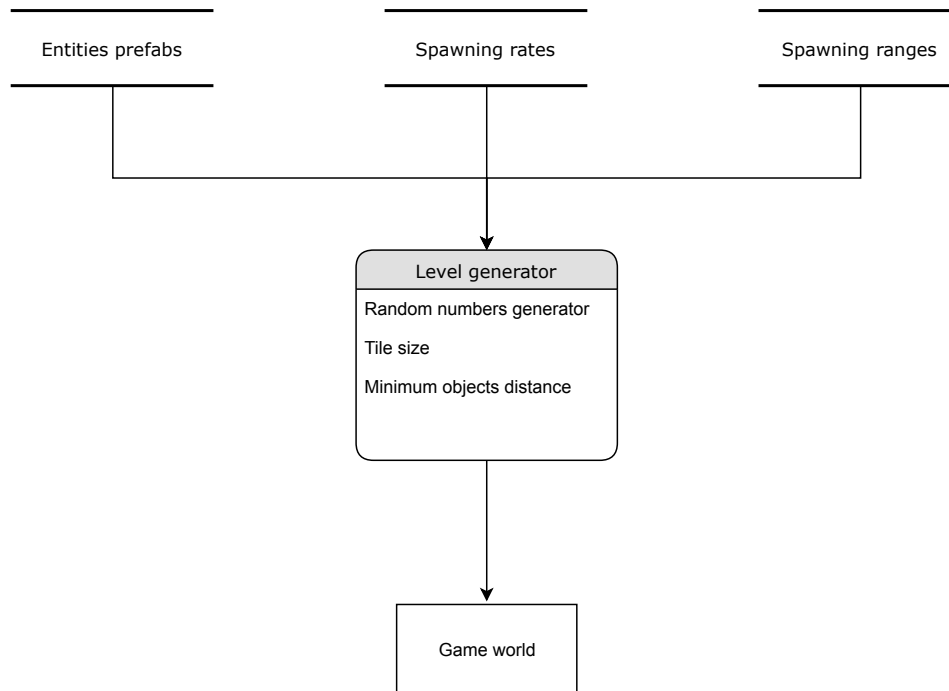 Entities prefabs
Spawning rates
Spawning ranges
Level generator
Random numbers generator
Tile size
Minimum objects distance
Game world